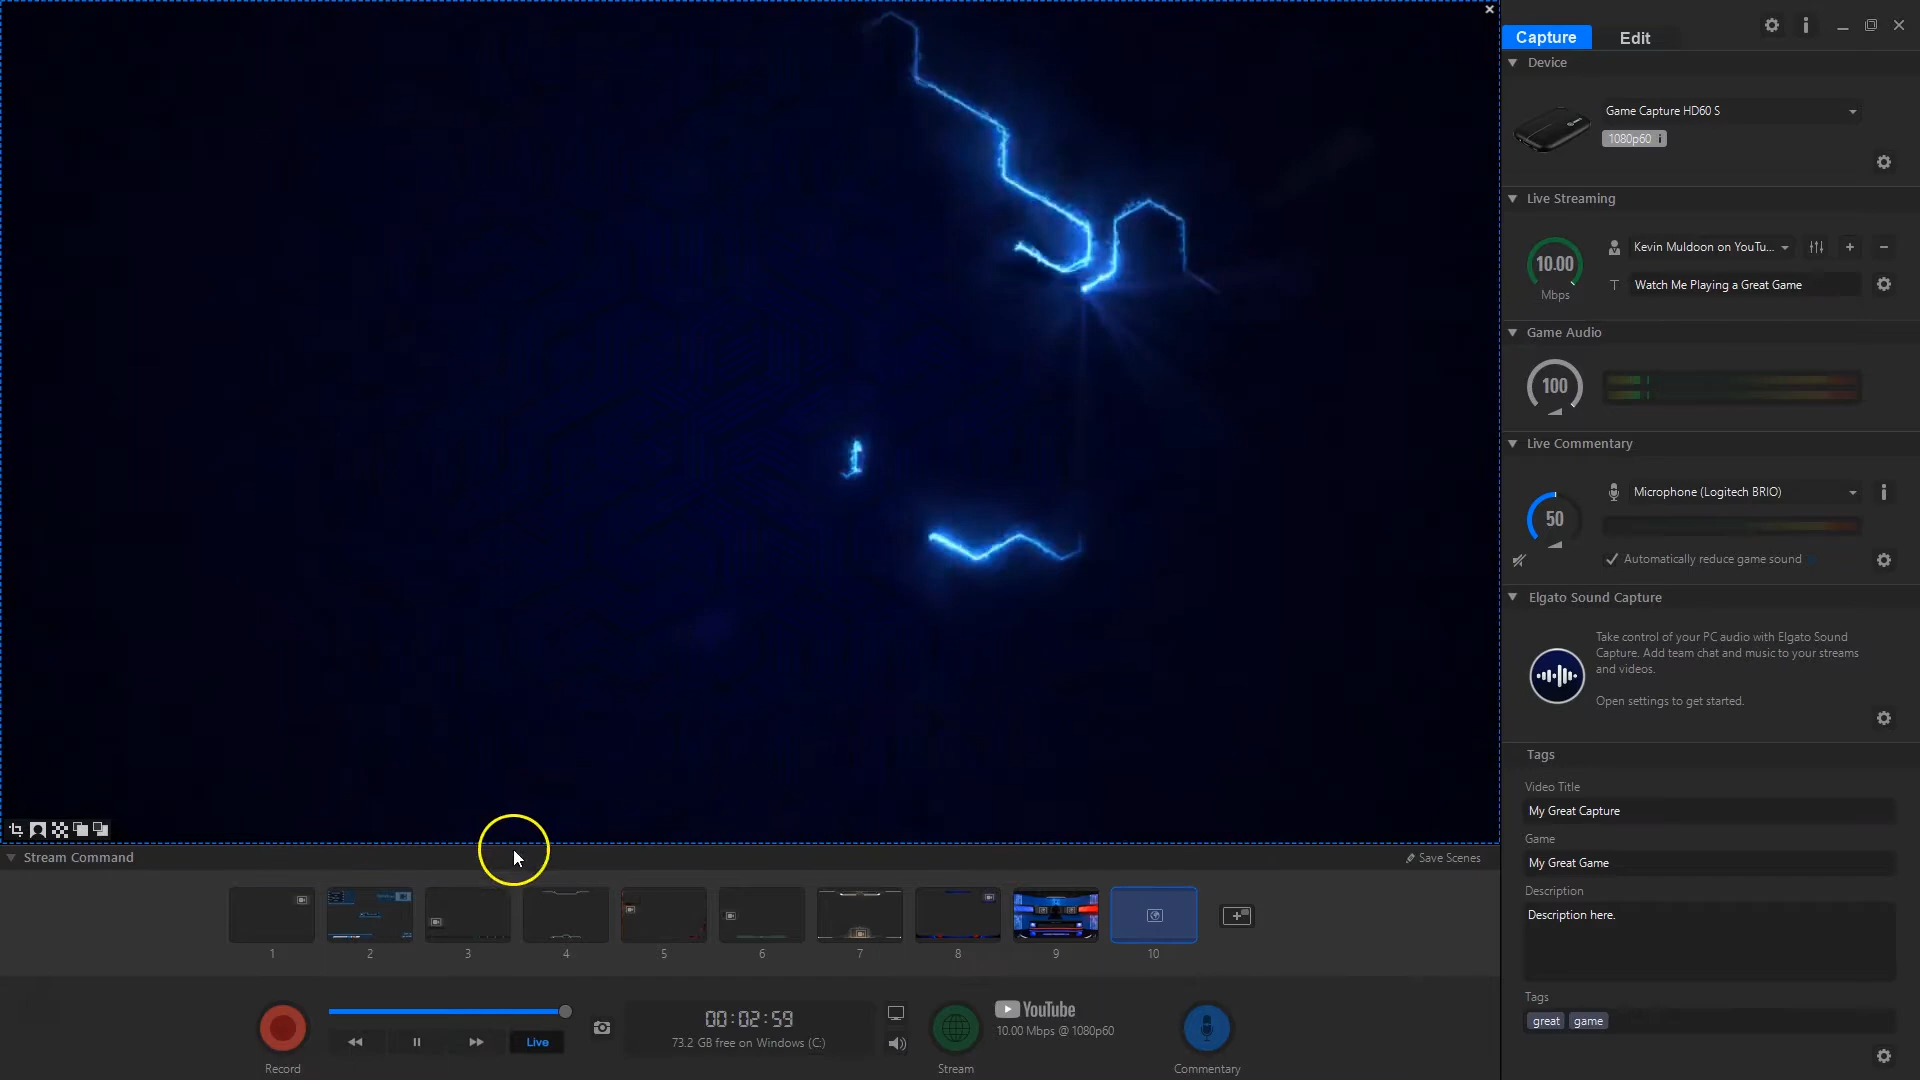 Capture
Edit
Device
Game Capture HD60 S
1080p60 i
Live Streaming
10.00
Mbps
Kevin Muldoon on YouTu...
T
Watch Me Playing a Great Game
Game Audio
100
Live Commentary
50
Microphone (Logitech BRIO)
Automatically reduce game sound
Elgato Sound Capture
Take control of your PC audio with Elgato Sound
Capture. Add team chat and music to your streams
and videos.
Open settings to get started.
Tags
Video Title
My Great Capture
Game
My Great Game
Description
Description here.
Tags
great game
Stream Command
Save Scenes
1 2 3 4 5 6 7 8 9 10
Record
Live
00:02:59
73.2 GB free on Windows (C:)
Stream
YouTube
10.00 Mbps @ 1080p60
Commentary